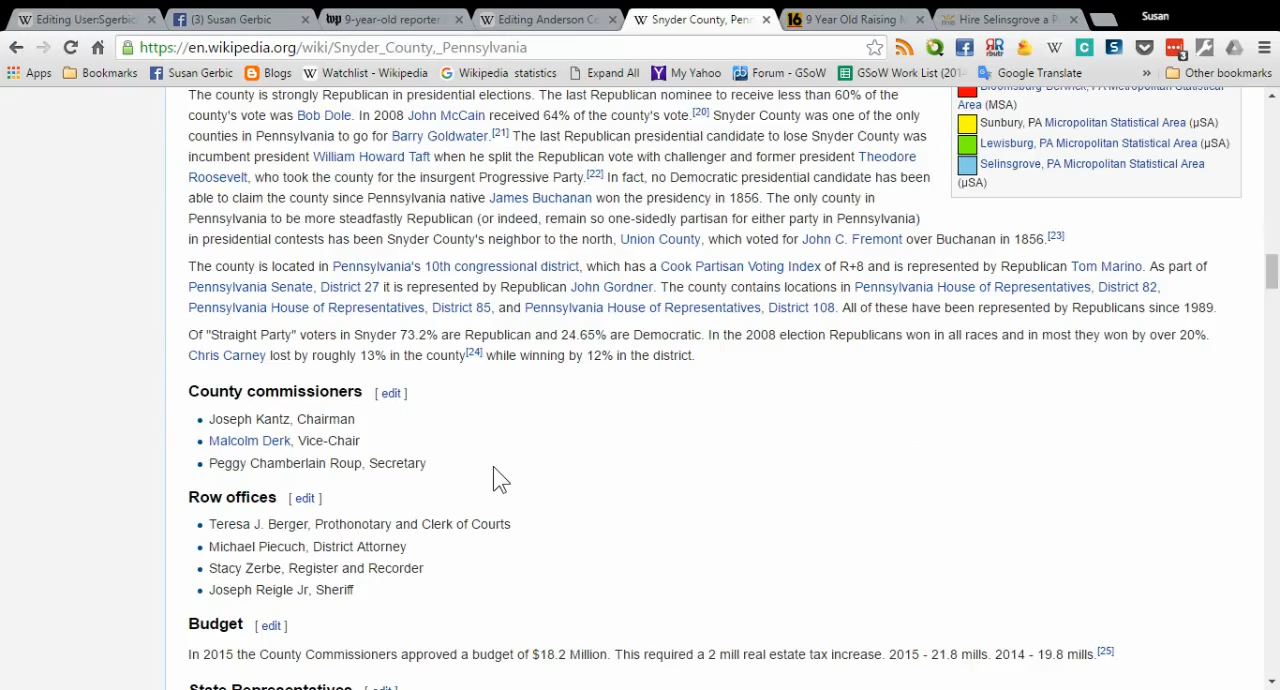 Editing User:Sgerbic
(3) Susan Gerbic
9-year-old reporter
Editing Anderson Co
Snyder County, Penn
9 Year Old Raising M
Hire Selinsgrove a P
Susan
https://en.wikipedia.org/wiki/Snyder_County,_Pennsylvania
Apps Bookmarks Susan Gerbic Blogs Watchlist - Wikipedia Wikipedia statistics Expand All My Yahoo Forum - GSoW GSoW Work List (201 Google Translate » Other bookmarks
The county is strongly Republican in presidential elections. The last Republican nominee to receive less than 60% of the
county's vote was Bob Dole. In 2008 John McCain received 64% of the county's vote.[20] Snyder County was one of the only
counties in Pennsylvania to go for Barry Goldwater.[21] The last Republican presidential candidate to lose Snyder County was
incumbent president William Howard Taft when he split the Republican vote with challenger and former president Theodore
Roosevelt, who took the county for the insurgent Progressive Party.[22] In fact, no Democratic presidential candidate has been
able to claim the county since Pennsylvania native James Buchanan won the presidency in 1856. The only county in
Pennsylvania to be more steadfastly Republican (or indeed, remain so one-sidedly partisan for either party in Pennsylvania)
in presidential contests has been Snyder County's neighbor to the north, Union County, which voted for John C. Fremont over Buchanan in 1856.[23]
Bloomsburg-Berwick, PA Metropolitan Statistical
Area (MSA)
Sunbury, PA Micropolitan Statistical Area (µSA)
Lewisburg, PA Micropolitan Statistical Area (µSA)
Selinsgrove, PA Micropolitan Statistical Area
(µSA)
The county is located in Pennsylvania's 10th congressional district, which has a Cook Partisan Voting Index of R+8 and is represented by Republican Tom Marino. As part of
Pennsylvania Senate, District 27 it is represented by Republican John Gordner. The county contains locations in Pennsylvania House of Representatives, District 82,
Pennsylvania House of Representatives, District 85, and Pennsylvania House of Representatives, District 108. All of these have been represented by Republicans since 1989.
Of "Straight Party" voters in Snyder 73.2% are Republican and 24.65% are Democratic. In the 2008 election Republicans won in all races and in most they won by over 20%.
Chris Carney lost by roughly 13% in the county[24] while winning by 12% in the district.
County commissioners [ edit ]
Joseph Kantz, Chairman
Malcolm Derk, Vice-Chair
Peggy Chamberlain Roup, Secretary
Row offices [ edit ]
Teresa J. Berger, Prothonotary and Clerk of Courts
Michael Piecuch, District Attorney
Stacy Zerbe, Register and Recorder
Joseph Reigle Jr, Sheriff
Budget [ edit ]
In 2015 the County Commissioners approved a budget of $18.2 Million. This required a 2 mill real estate tax increase. 2015 - 21.8 mills. 2014 - 19.8 mills.[25]
State Representatives [ edit ]